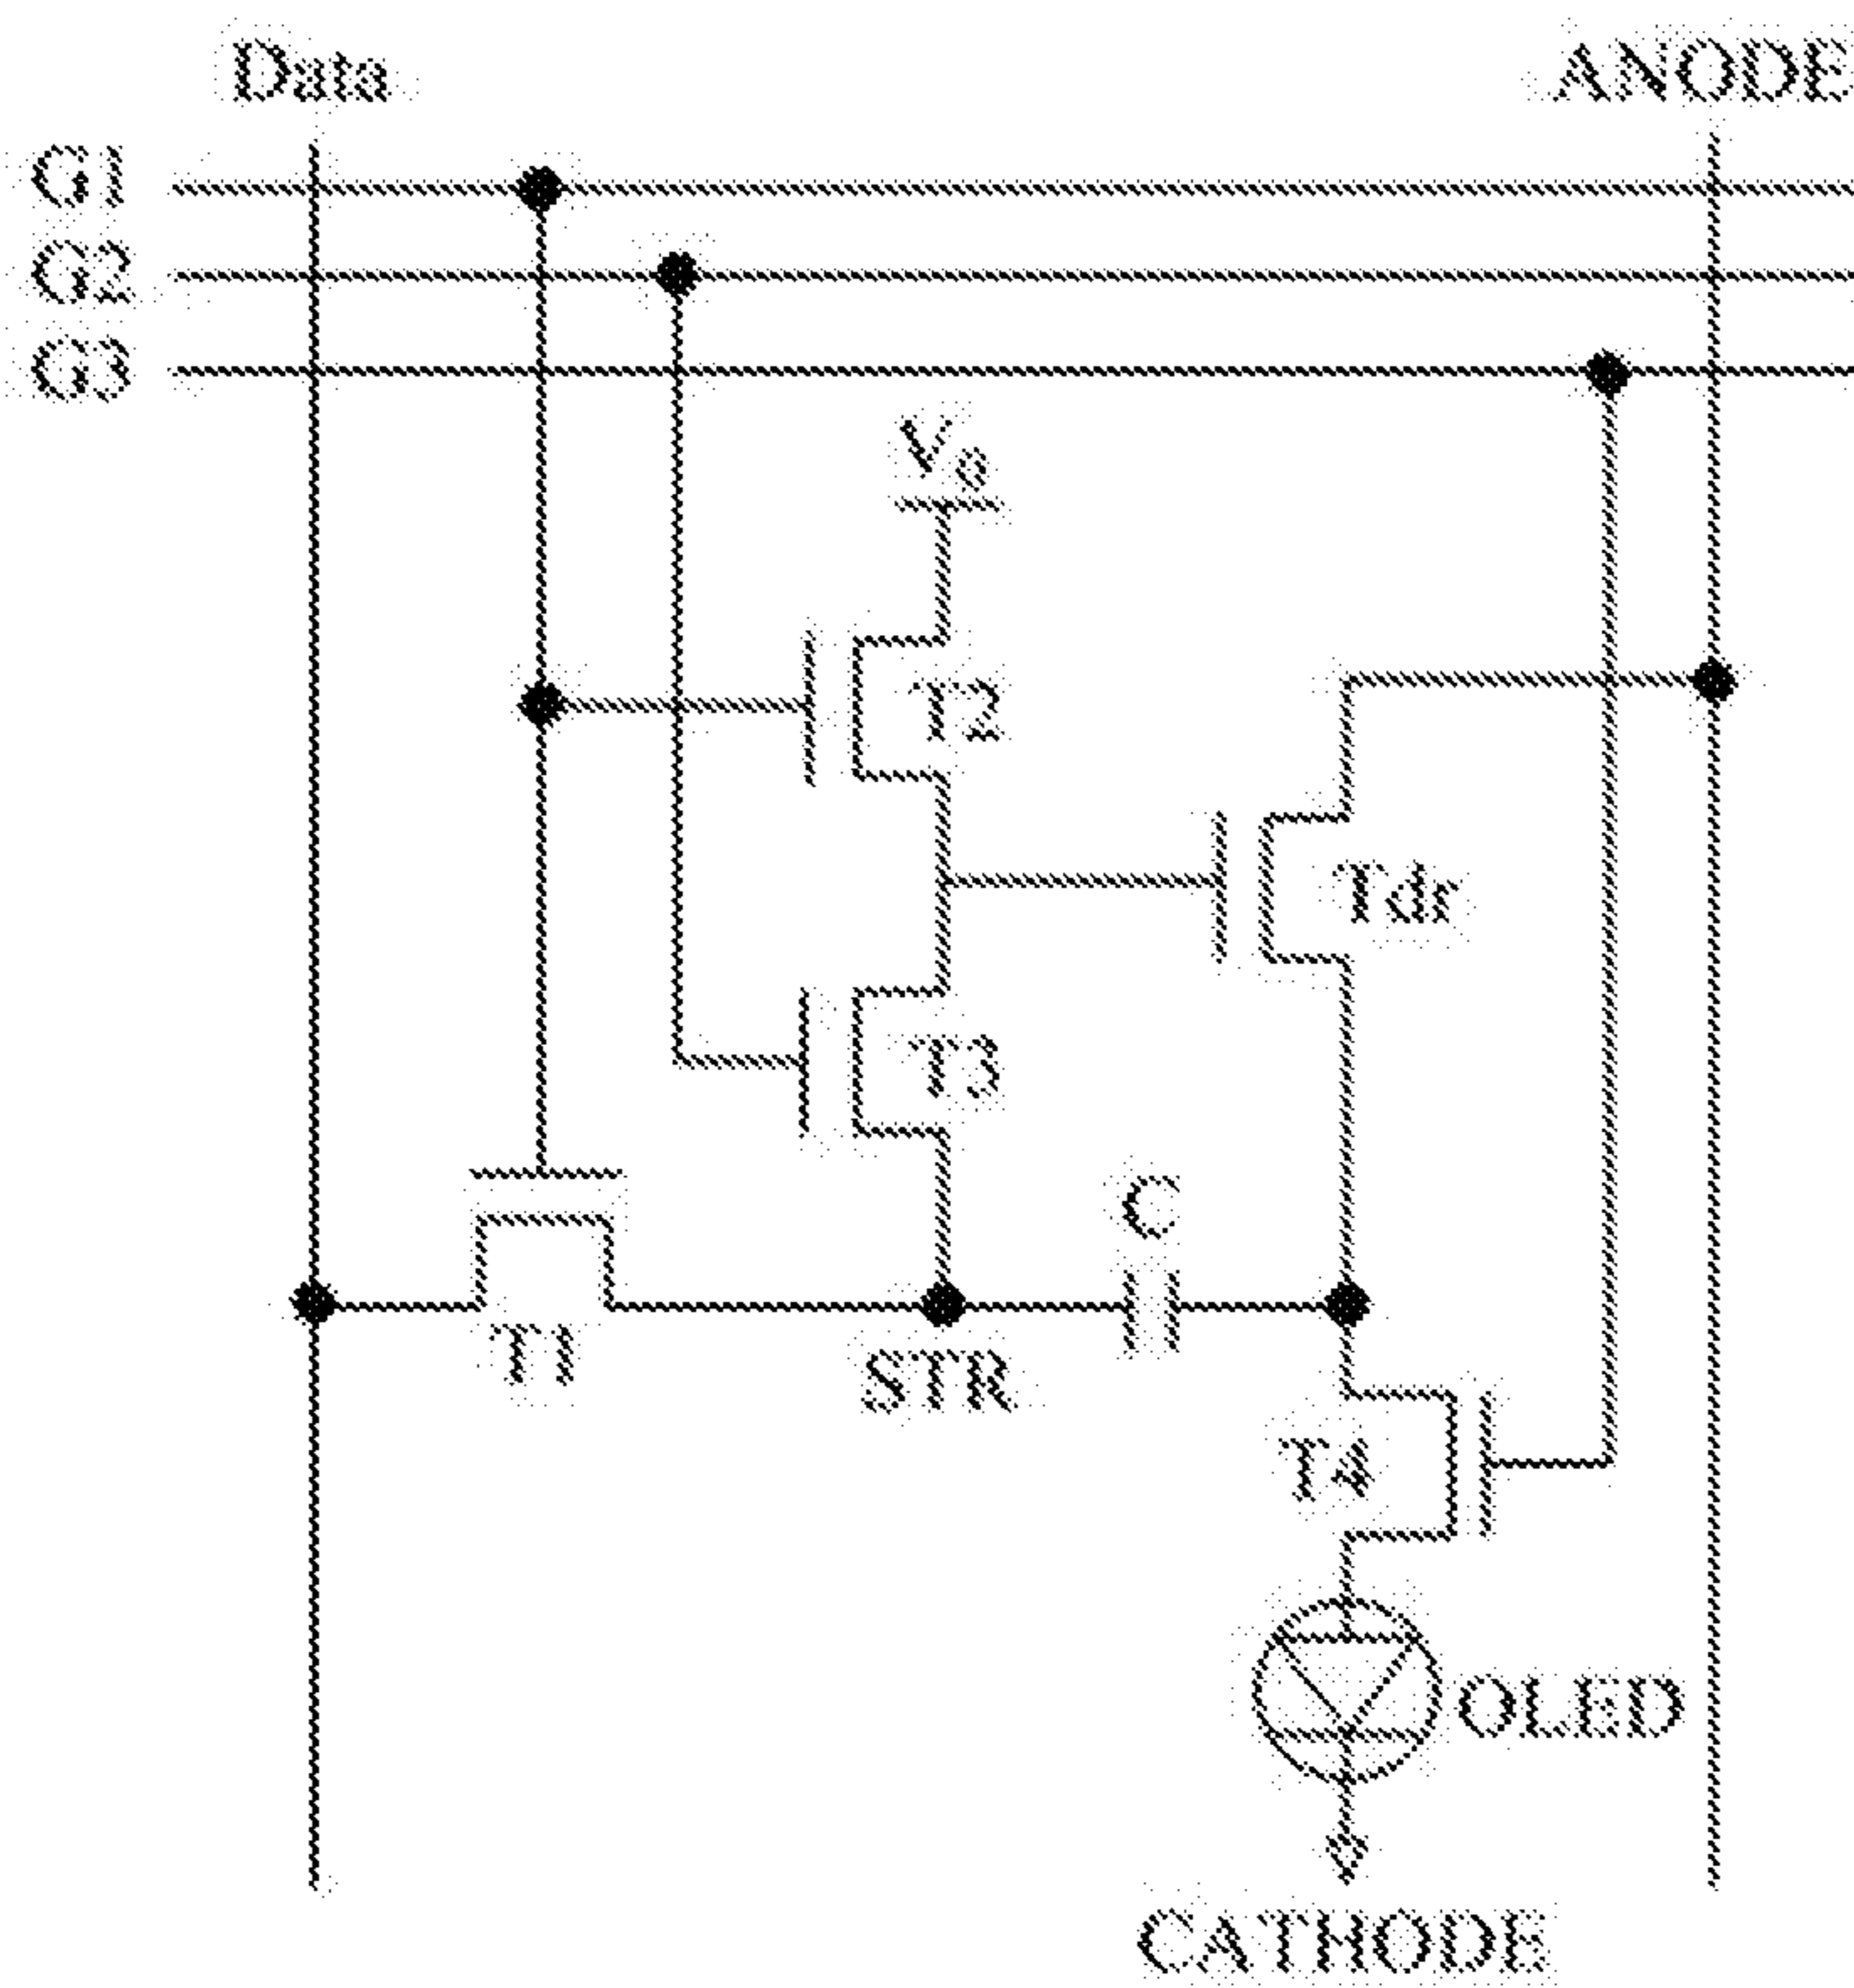 Data ANODE
G1
G2
G3
V0
T2
Tdr
T3
C
T1
STR
T4
OLED
CATHODE